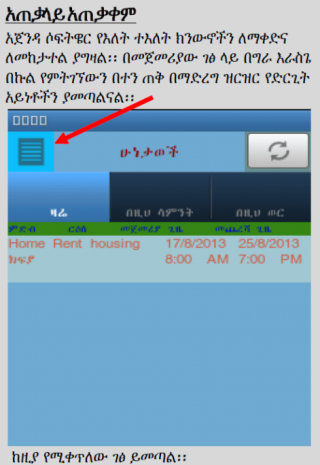 አጠቃላይ አጠቃቀም
አጀንዳ ሶፍትዌር የእለት ተእለት ክንውኖችን ለማቀድና
ለመከታተል ያግዛል፡፡ በመጀመሪያው ገፅ ላይ በግራ እራስጌ
በኩል የምትገኘውን በተን ጠቅ በማድረግ ዝርዝር የድርጊት
አይነቶችን ያመጣልናል፡፡
ሁኔታወች
ዛሬ በዚህ ሳምንት በዚህ ወር
ምድብ ርዕስ መጀመሪያ ጊዜ መጨረሻ ጊዜ
Home Rent housing 17/8/2013 25/8/2013
ክፍያ 8:00 AM 7:00 PM
ከዚያ የሚቀጥለው ገፅ ይመጣል፡፡